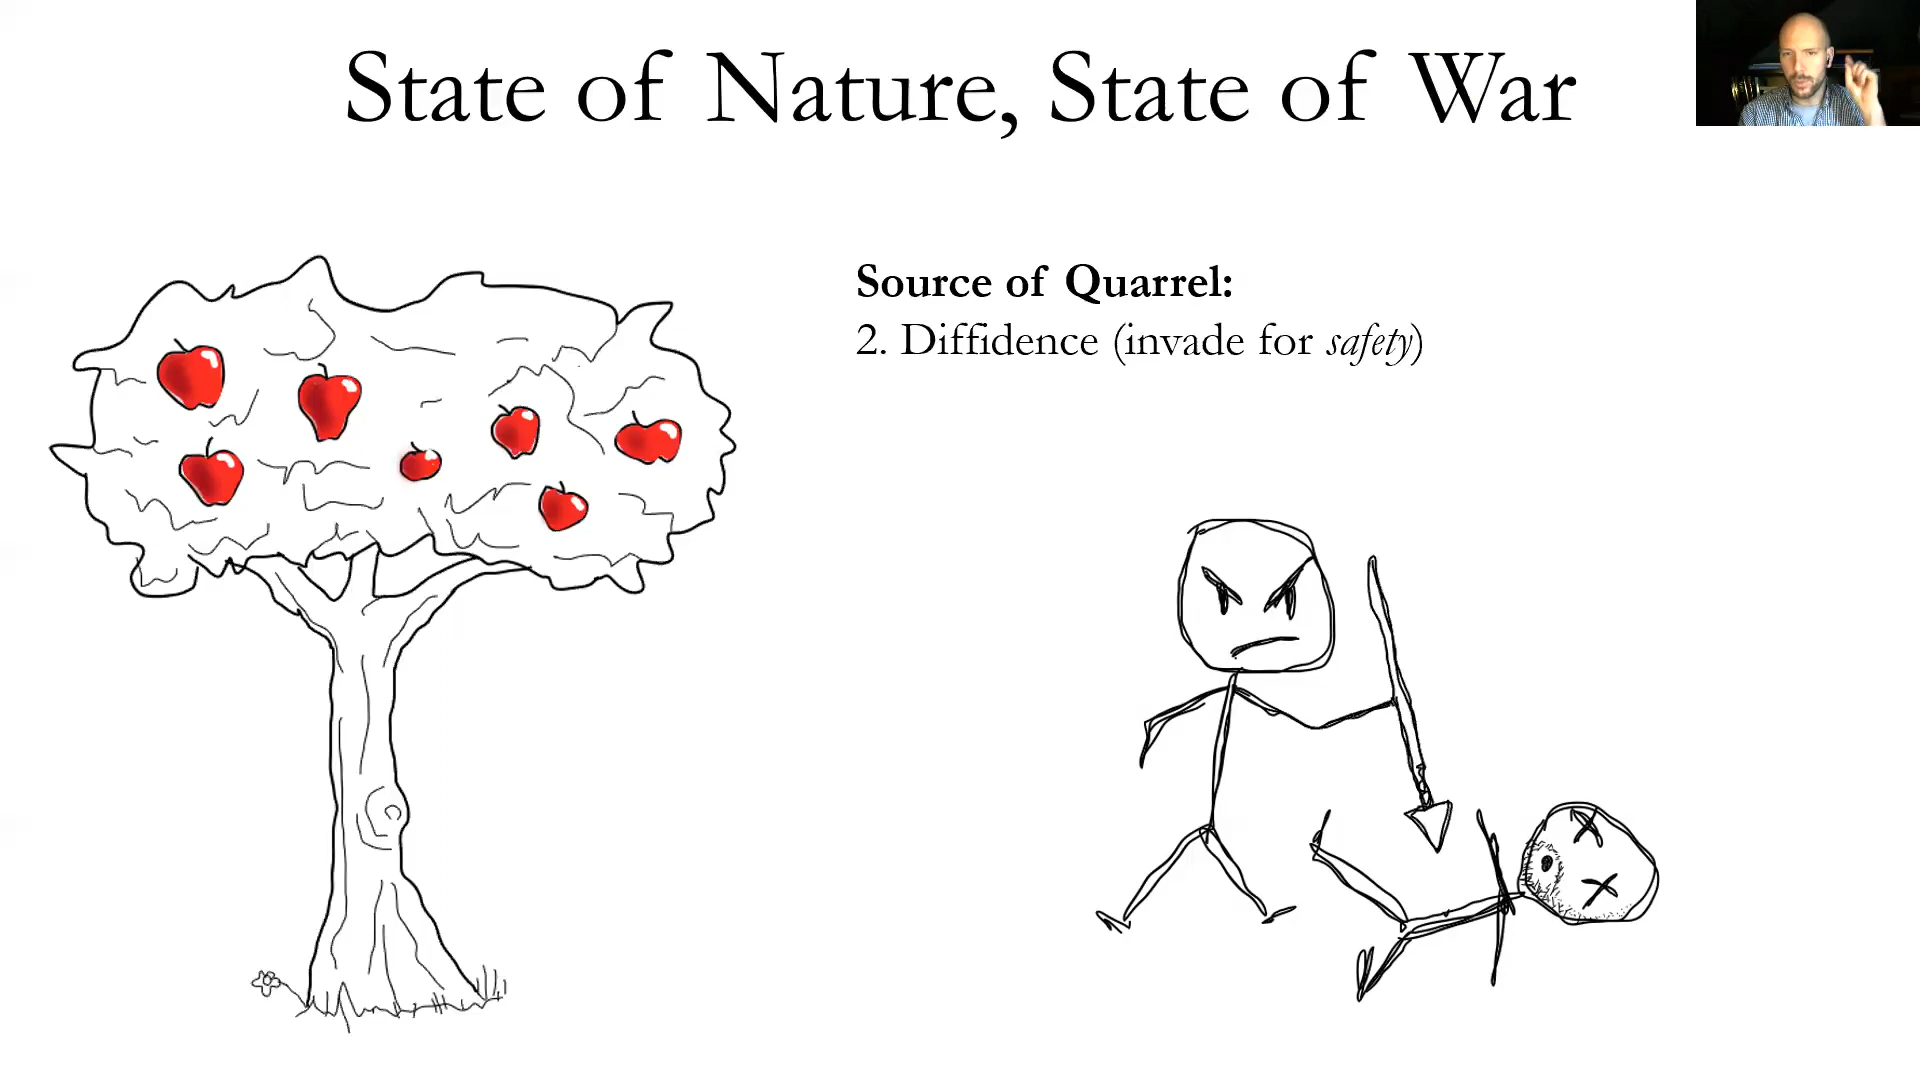 State of Nature, State of War
Source of Quarrel:
2. Diffidence (invade for safety)